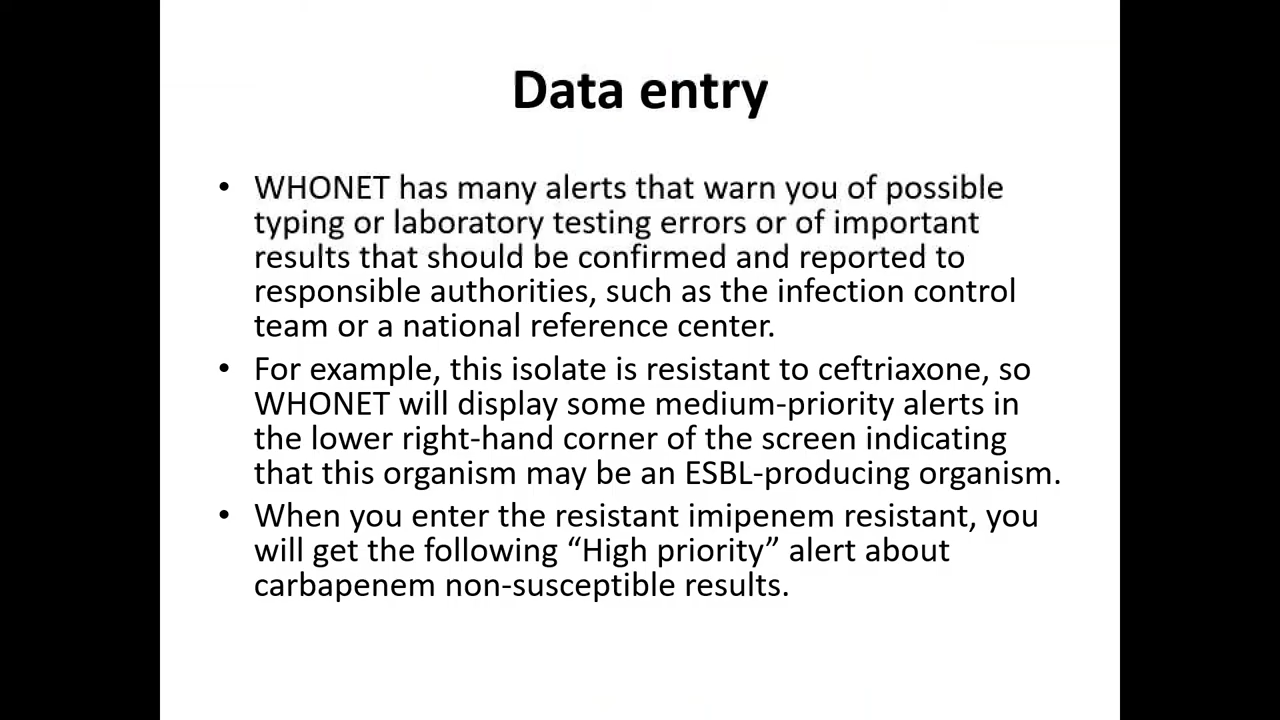 Data entry
• WHONET has many alerts that warn you of possible
typing or laboratory testing errors or of important
results that should be confirmed and reported to
responsible authorities, such as the infection control
team or a national reference center.
• For example, this isolate is resistant to ceftriaxone, so
WHONET will display some medium-priority alerts in
the lower right-hand corner of the screen indicating
that this organism may be an ESBL-producing organism.
• When you enter the resistant imipenem resistant, you
will get the following “High priority” alert about
carbapenem non-susceptible results.